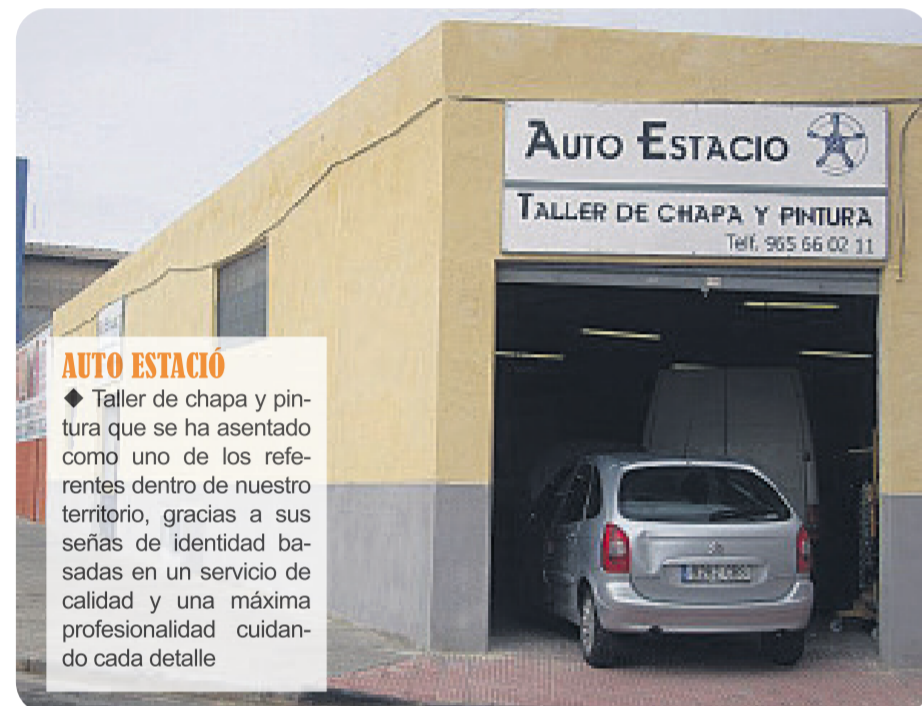 AUTO ESTACIO
TALLER DE CHAPA Y PINTURA
Telf. 965 66 02 11
AUTO ESTACIÓ
◆ Taller de chapa y pin-
tura que se ha asentado
como uno de los refe-
rentes dentro de nuestro
territorio, gracias a sus
señas de identidad ba-
sadas en un servicio de
calidad y una máxima
profesionalidad cuidan-
do cada detalle